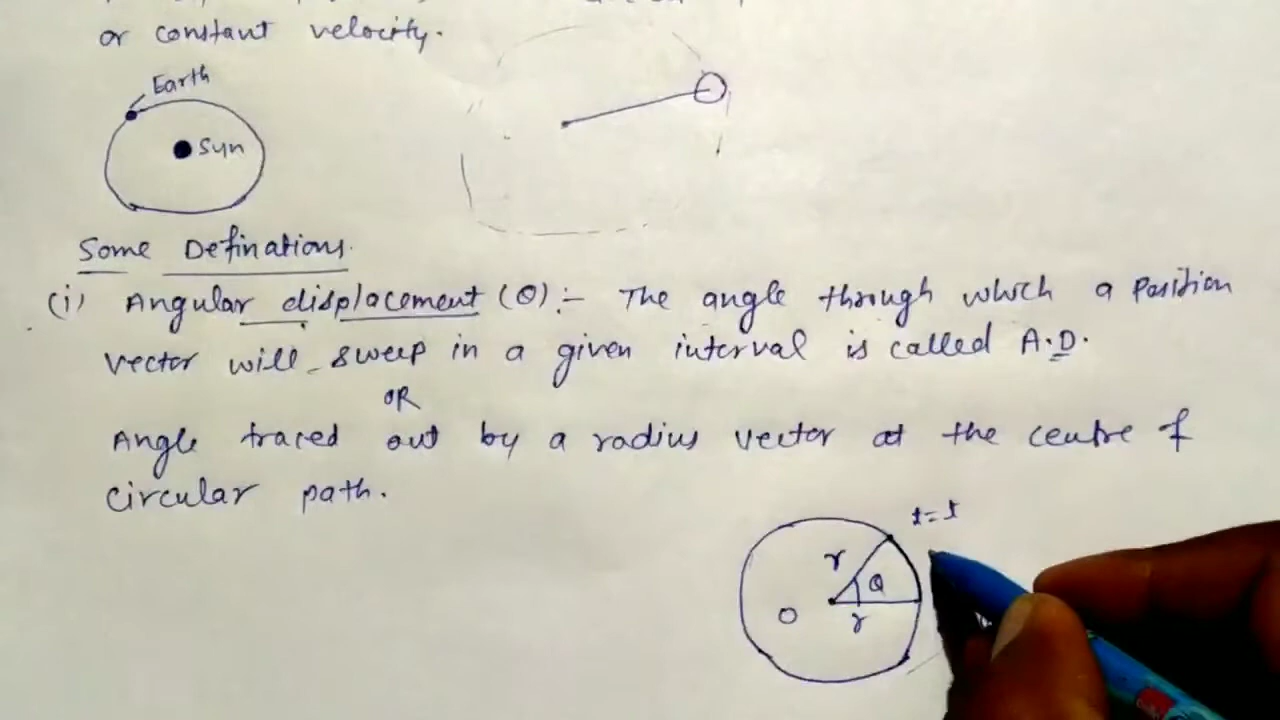 or constant velocity.
Earth
Sun
Some Definations.
(i) Angular displacement (θ) :- The angle through which a position
vector will sweep in a given interval is called A.D.
OR
Angle traced out by a radius vector at the centre of
circular path.
t=t
r
θ
O
r